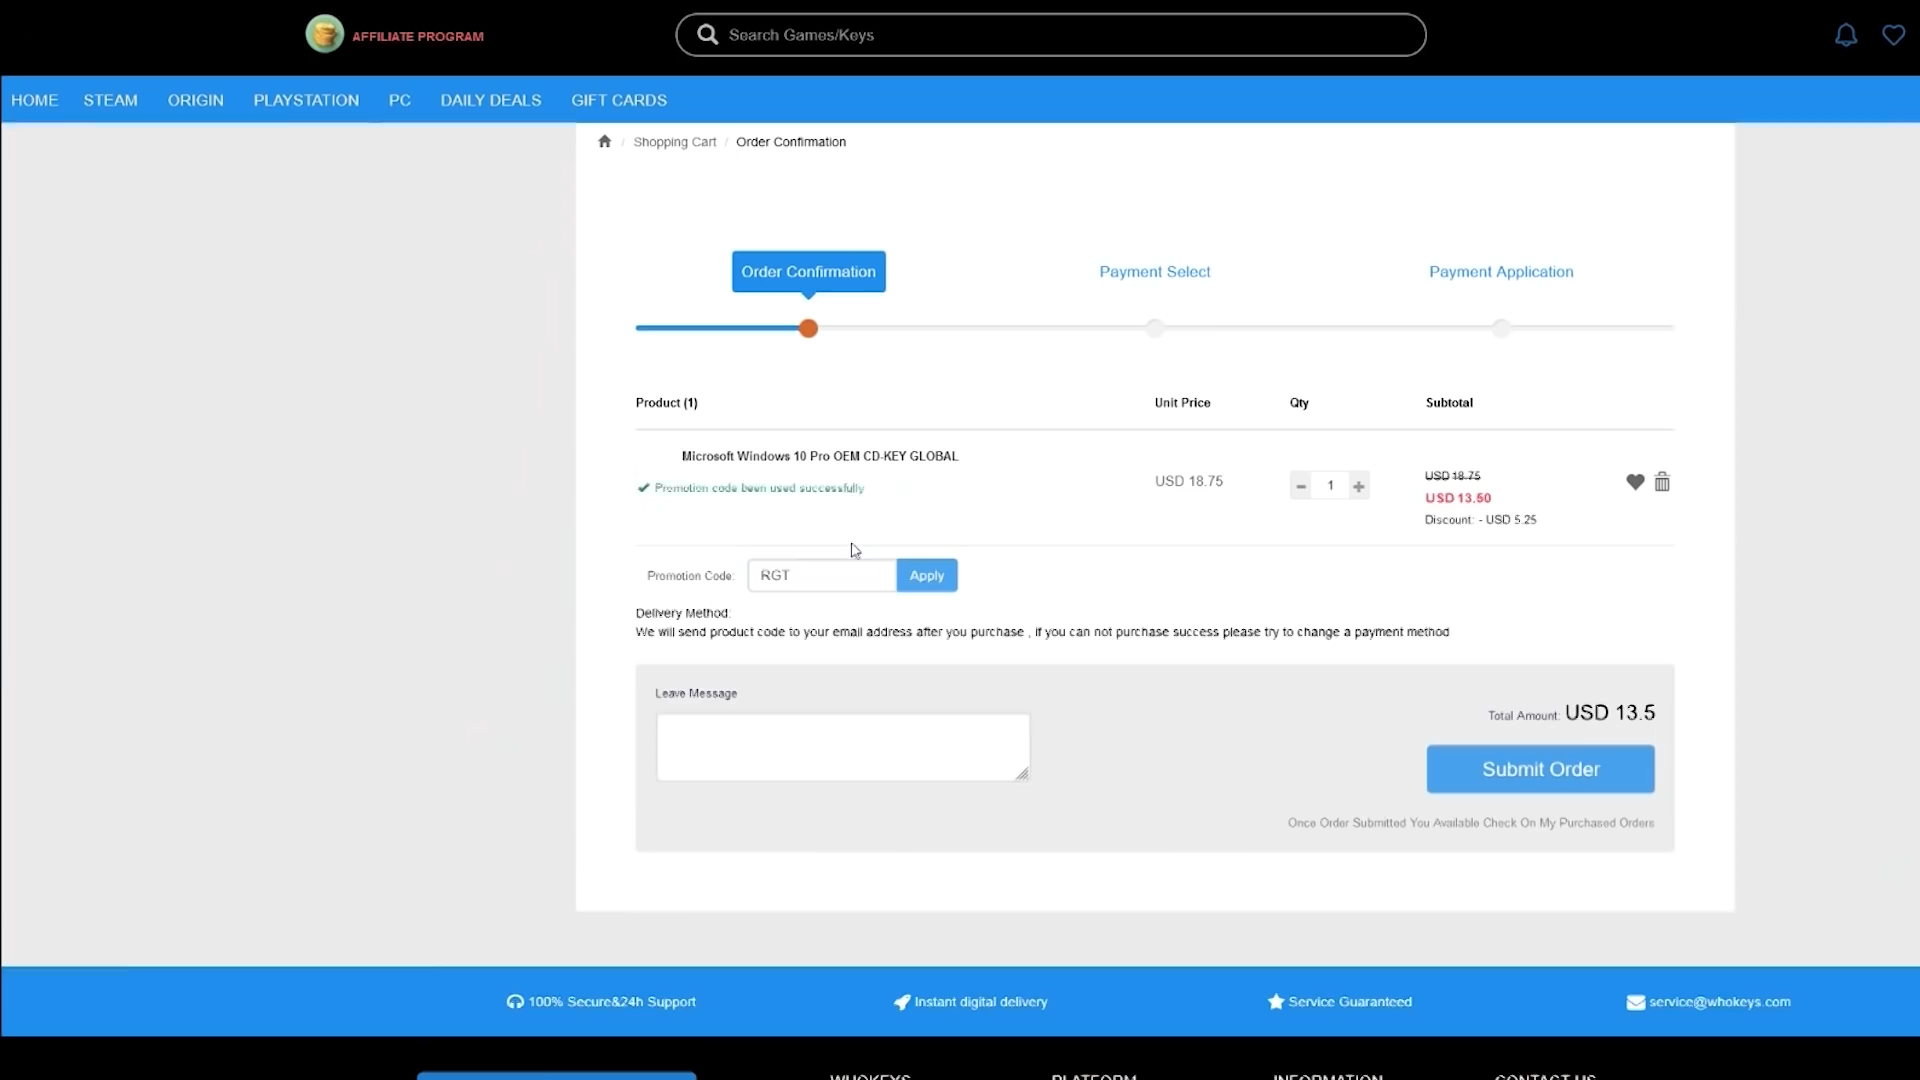 AFFILIATE PROGRAM
Search Games/Keys
HOME STEAM ORIGIN PLAYSTATION PC DAILY DEALS GIFT CARDS
/ Shopping Cart / Order Confirmation
Order Confirmation Payment Select Payment Application
Product (1) Unit Price Qty Subtotal
Microsoft Windows 10 Pro OEM CD-KEY GLOBAL
Promotion code been used successfully
USD 18.75
1
USD 18.75
USD 13.50
Discount: - USD 5.25
Promotion Code: RGT Apply
Delivery Method:
We will send product code to your email address after you purchase , if you can not purchase success please try to change a payment method
Leave Message
Total Amount: USD 13.5
Submit Order
Once Order Submitted You Available Check On My Purchased Orders
100% Secure&24h Support Instant digital delivery Service Guaranteed service@whokeys.com
WHOKEYS PLATFORM INFORMATION CONTACT US